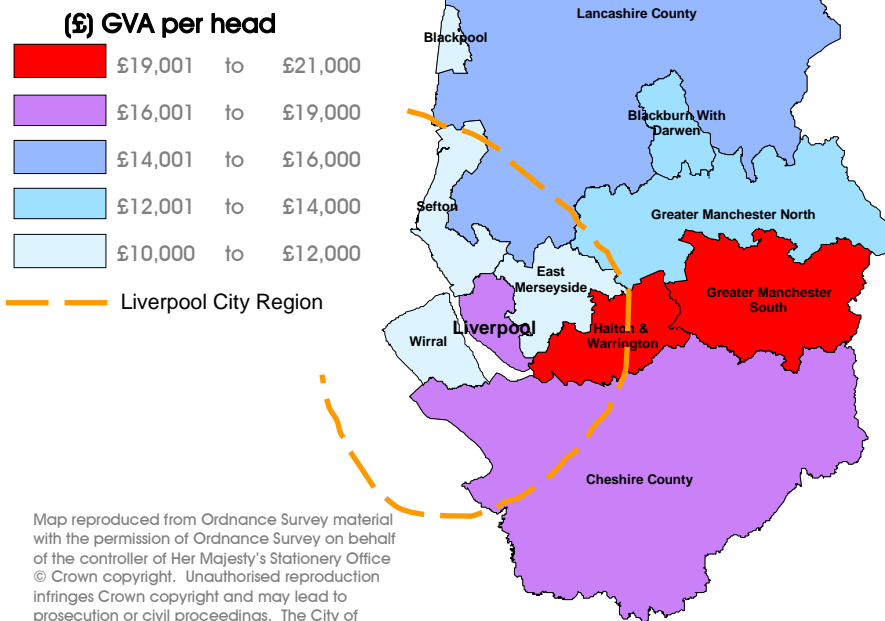 (£) GVA per head
£19,001 to £21,000
£16,001 to £19,000
£14,001 to £16,000
£12,001 to £14,000
£10,000 to £12,000
Liverpool City Region
Lancashire County
Blackpool
Blackburn With
Darwen
Sefton
Greater Manchester North
East
Merseyside
Greater Manchester
South
Liverpool
Halton &
Warrington
Wirral
Cheshire County
Map reproduced from Ordnance Survey material
with the permission of Ordnance Survey on behalf
of the controller of Her Majesty's Stationery Office
© Crown copyright. Unauthorised reproduction
infringes Crown copyright and may lead to
prosecution or civil proceedings. The City of